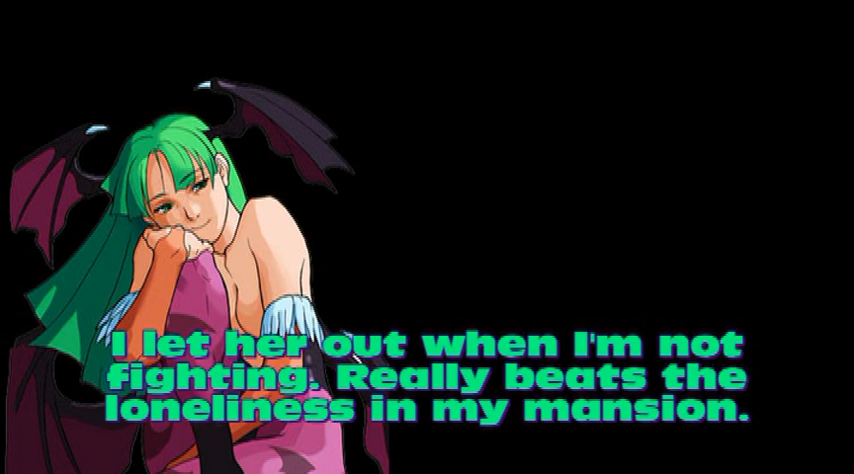 I let her out when I'm not
fighting. Really beats the
loneliness in my mansion.